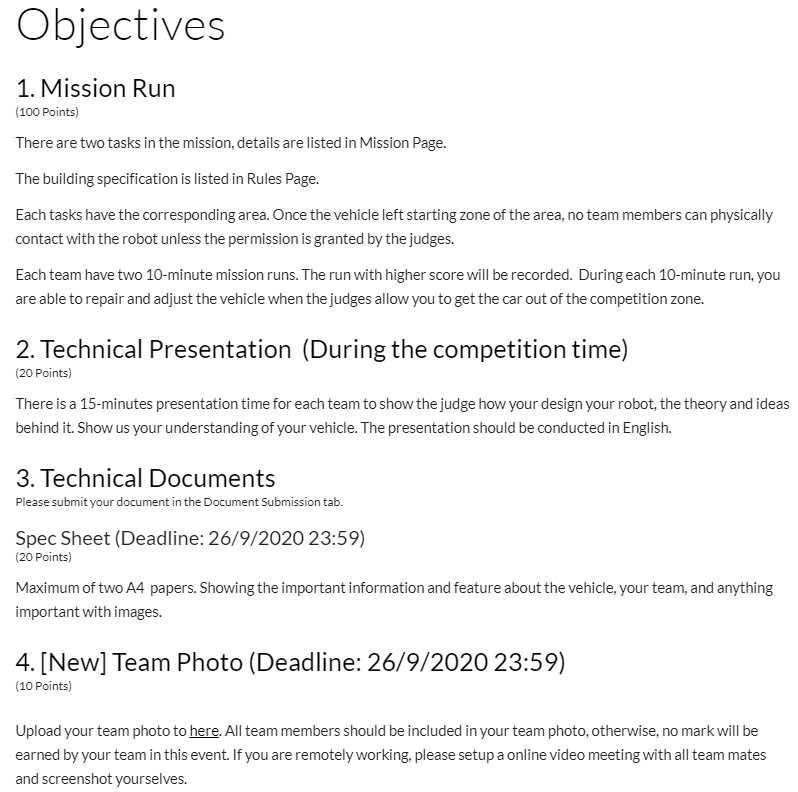 Objectives
1. Mission Run
(100 Points)
There are two tasks in the mission, details are listed in Mission Page.
The building specification is listed in Rules Page.
Each tasks have the corresponding area. Once the vehicle left starting zone of the area, no team members can physically
contact with the robot unless the permission is granted by the judges.
Each team have two 10-minute mission runs. The run with higher score will be recorded.  During each 10-minute run, you
are able to repair and adjust the vehicle when the judges allow you to get the car out of the competition zone.
2. Technical Presentation  (During the competition time)
(20 Points)
There is a 15-minutes presentation time for each team to show the judge how your design your robot, the theory and ideas
behind it. Show us your understanding of your vehicle. The presentation should be conducted in English.
3. Technical Documents
Please submit your document in the Document Submission tab.
Spec Sheet (Deadline: 26/9/2020 23:59)
(20 Points)
Maximum of two A4  papers. Showing the important information and feature about the vehicle, your team, and anything
important with images.
4. [New] Team Photo (Deadline: 26/9/2020 23:59)
(10 Points)
Upload your team photo to here. All team members should be included in your team photo, otherwise, no mark will be
earned by your team in this event. If you are remotely working, please setup a online video meeting with all team mates
and screenshot yourselves.